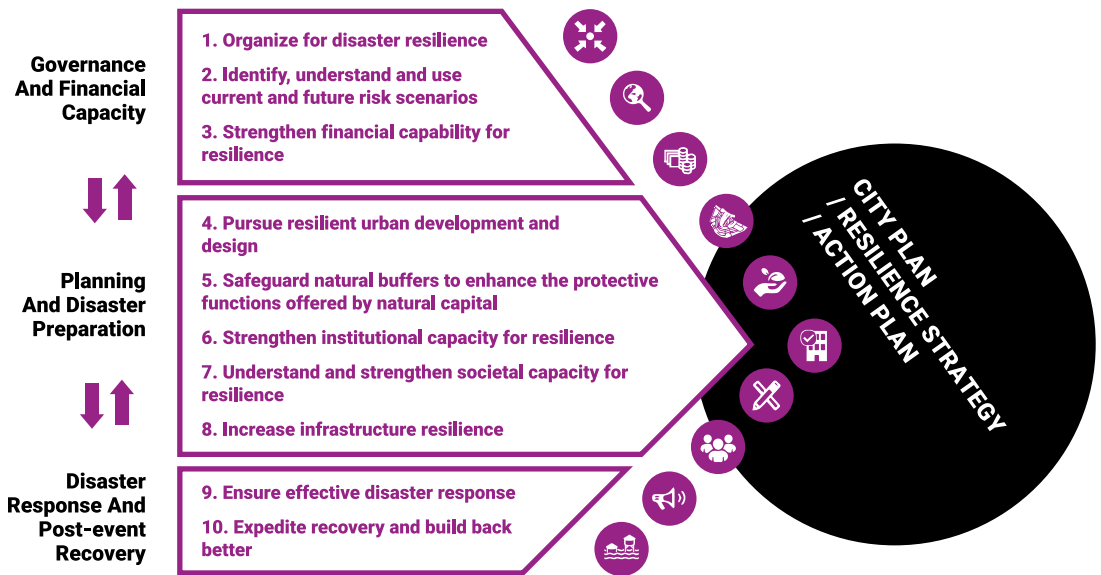 Governance
And Financial
Capacity
1. Organize for disaster resilience
2. Identify, understand and use
current and future risk scenarios
3. Strengthen financial capability for
resilience
Planning
And Disaster
Preparation
4. Pursue resilient urban development and
design
5. Safeguard natural buffers to enhance the protective
functions offered by natural capital
6. Strengthen institutional capacity for resilience
7. Understand and strengthen societal capacity for
resilience
8. Increase infrastructure resilience
Disaster
Response And
Post-event
Recovery
9. Ensure effective disaster response
10. Expedite recovery and build back
better
CITY PLAN
/ RESILIENCE STRATEGY
/ ACTION PLAN